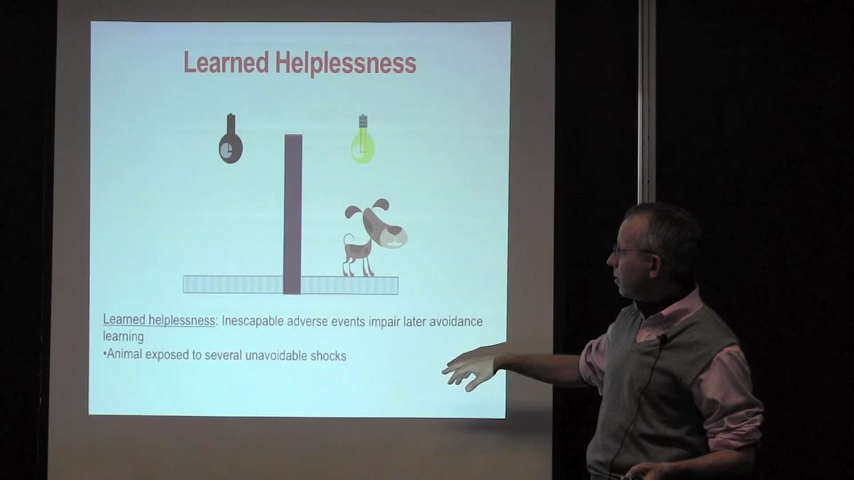 Learned Helplessness
Learned helplessness: Inescapable adverse events impair later avoidance
learning
•Animal exposed to several unavoidable shocks